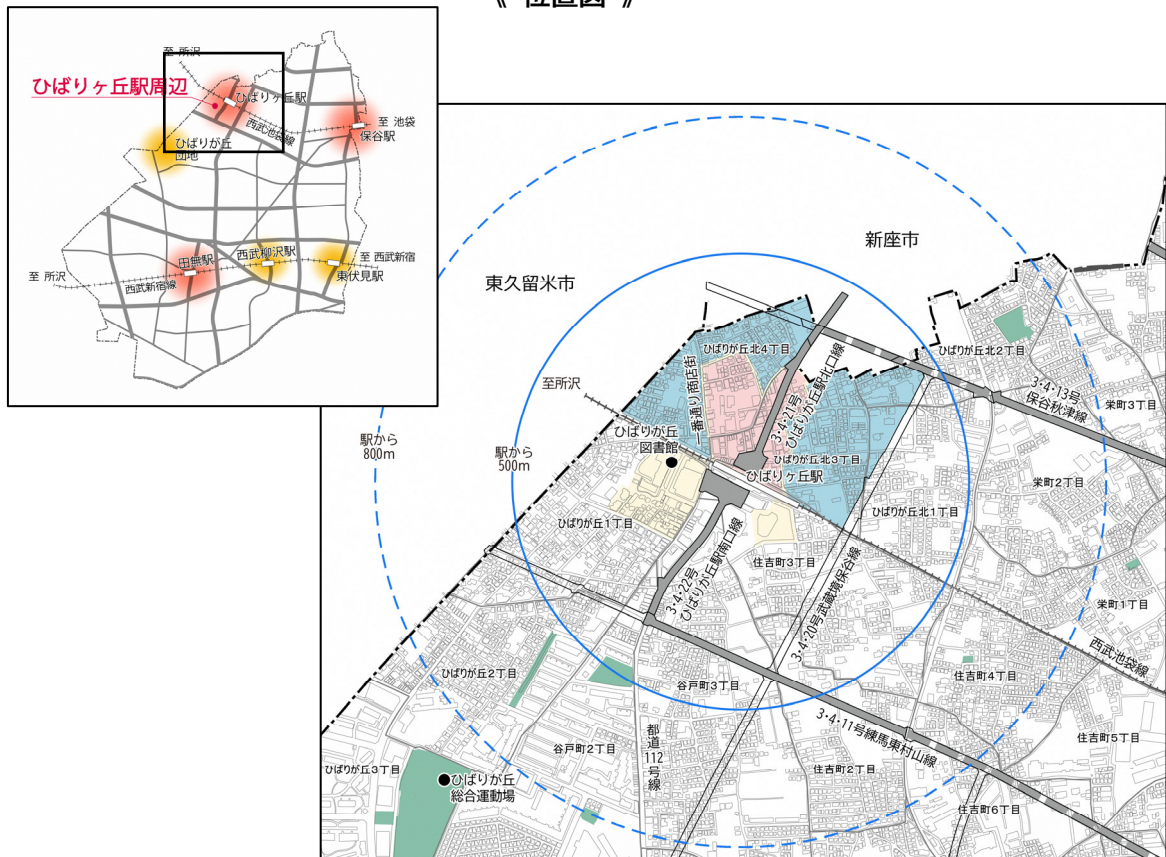 《 位置図 》
至 所沢
ひばりヶ丘駅周辺
ひばりヶ丘駅
西武池袋線
至 池袋
保谷駅
ひばりが丘
団地
田無駅
西武柳沢駅
至 西武新宿
東伏見駅
至 所沢
西武新宿線
新座市
東久留米市
ひばりが丘北4丁目
ひばりが丘北2丁目
至所沢
一番通り商店街
3・4・21号
ひばりが丘駅北口線
3・4・13号
保谷秋津線
栄町3丁目
駅から
800m
駅から
500m
ひばりが丘
図書館
ひばりが丘北3丁目
ひばりヶ丘駅
栄町2丁目
ひばりが丘1丁目
ひばりが丘北1丁目
住吉町3丁目
3・4・22号
ひばりが丘駅南口線
3・4・20号武蔵境保谷線
栄町1丁目
西武池袋線
ひばりが丘2丁目
谷戸町3丁目
住吉町4丁目
3・4・11号練馬東村山線
都道
112
号線
谷戸町2丁目
住吉町5丁目
ひばりが丘3丁目
ひばりが丘
総合運動場
住吉町2丁目
住吉町6丁目